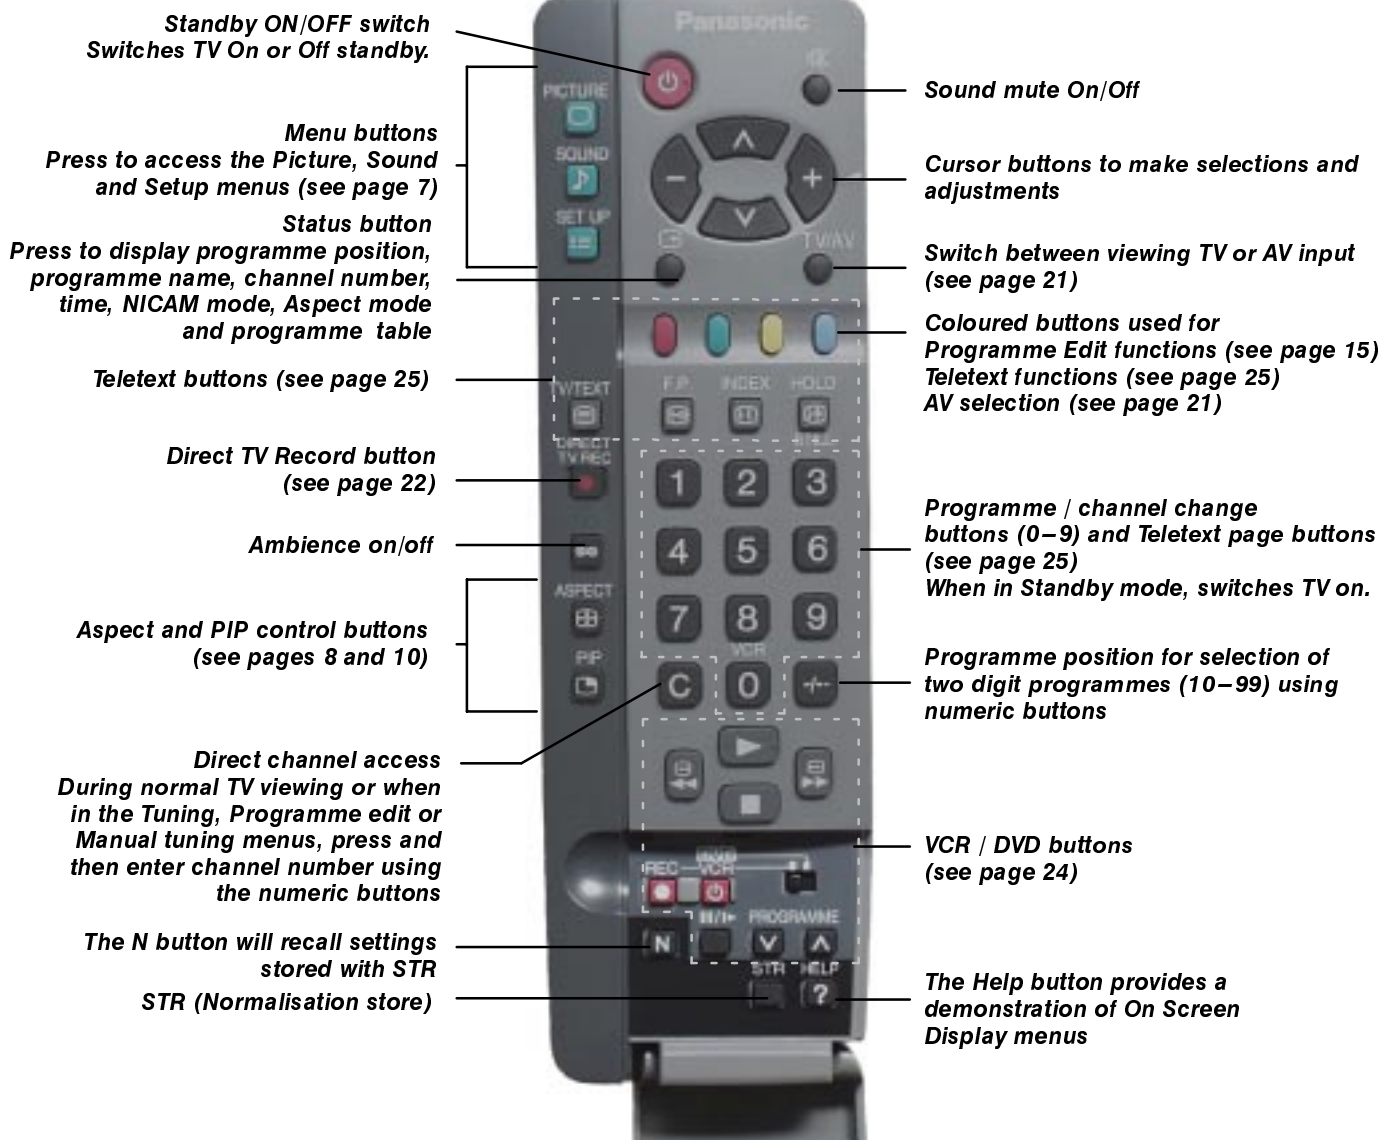 Standby ON/OFF switch
Switches TV On or Off standby.
Menu buttons
Press to access the Picture, Sound
and Setup menus (see page 7)
Status button
Press to display programme position,
programme name, channel number,
time, NICAM mode, Aspect mode
and programme table
Teletext buttons (see page 25)
Direct TV Record button
(see page 22)
Ambience on/off
Aspect and PIP control buttons
(see pages 8 and 10)
Direct channel access
During normal TV viewing or when
in the Tuning, Programme edit or
Manual tuning menus, press and
then enter channel number using
the numeric buttons
The N button will recall settings
stored with STR
STR (Normalisation store)
Panasonic
PICTURE
SOUND
SET UP
TV/AV
TV/TEXT
F.P.
INDEX
HOLD
DIRECT
TV REC
1 2 3
4 5 6
ASPECT
7 8 9
VCR
PIP
C 0 -/--
REC VCR
PROGRAMME
N
STR HELP
?
Sound mute On/Off
Cursor buttons to make selections and
adjustments
Switch between viewing TV or AV input
(see page 21)
Coloured buttons used for
Programme Edit functions (see page 15)
Teletext functions (see page 25)
AV selection (see page 21)
Programme / channel change
buttons (0–9) and Teletext page buttons
(see page 25)
When in Standby mode, switches TV on.
Programme position for selection of
two digit programmes (10–99) using
numeric buttons
VCR / DVD buttons
(see page 24)
The Help button provides a
demonstration of On Screen
Display menus